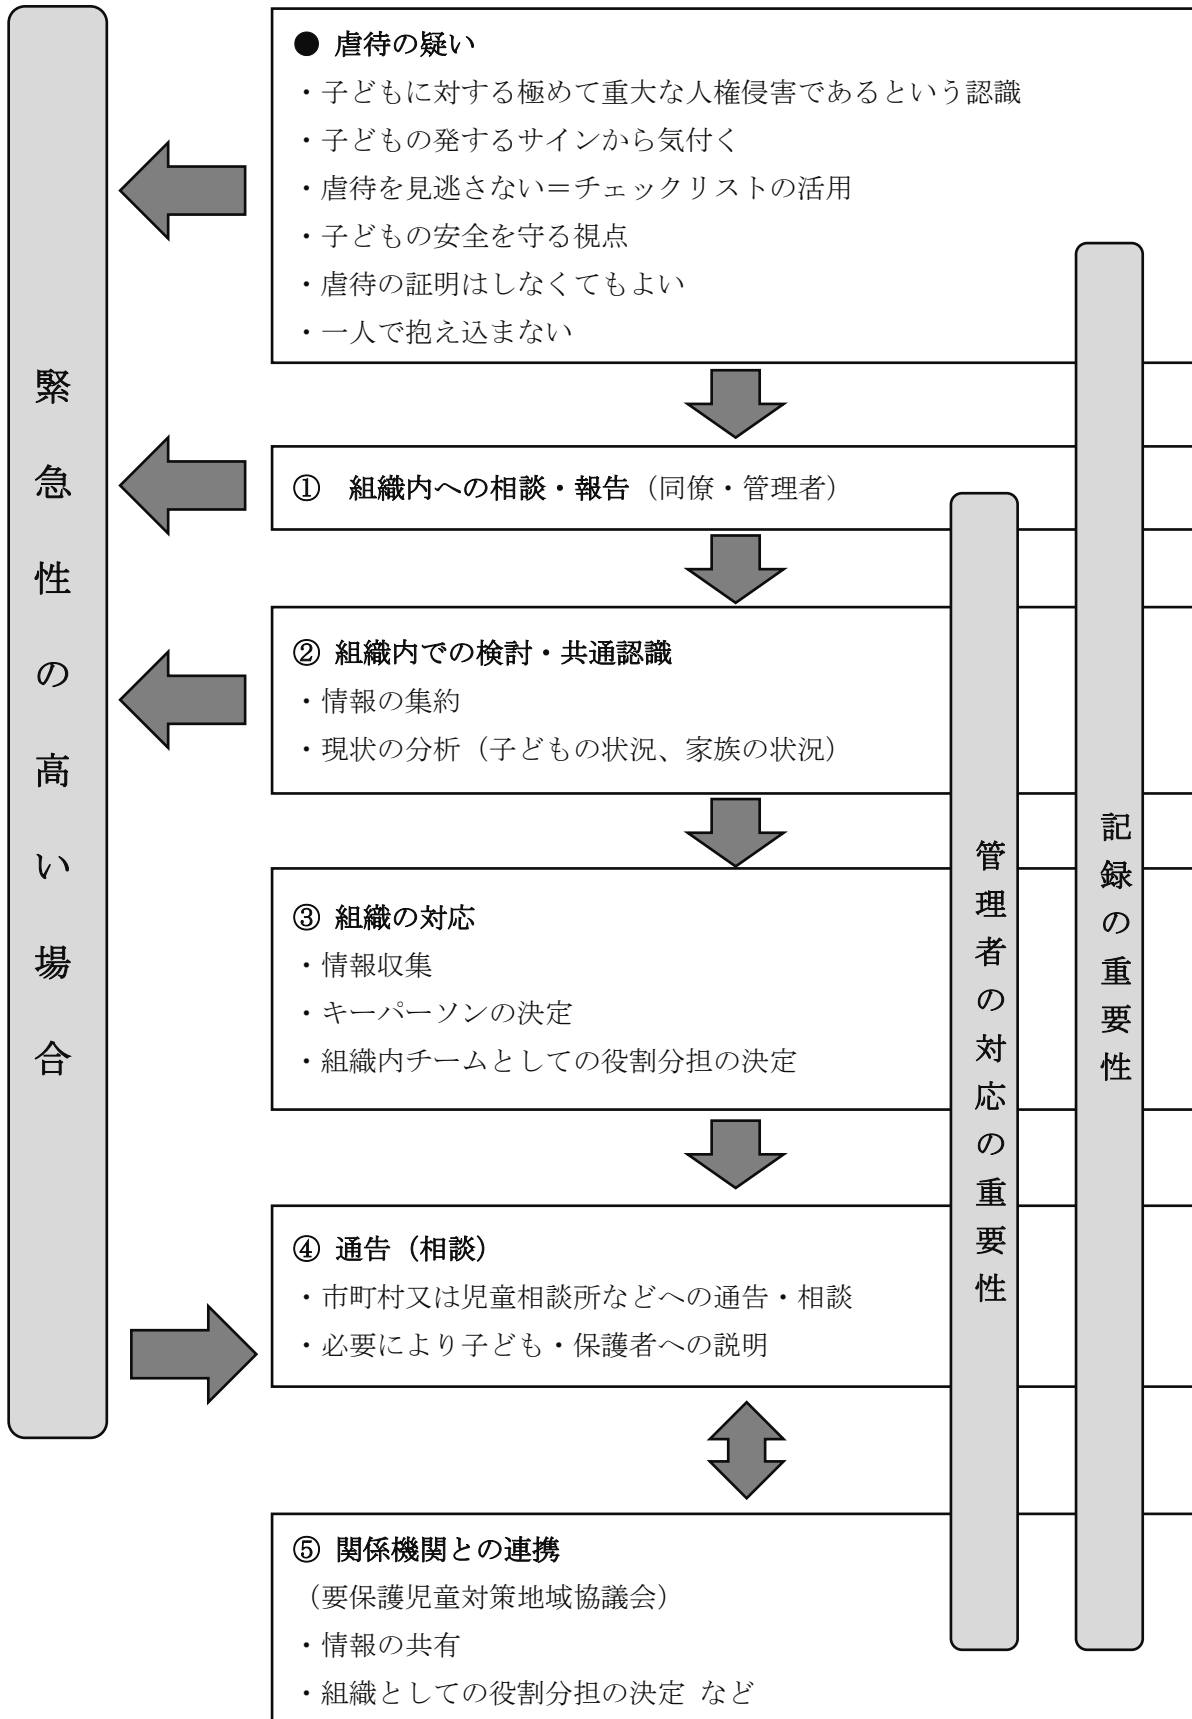 緊急性の高い場合
● 虐待の疑い
・子どもに対する極めて重大な人権侵害であるという認識
・子どもの発するサインから気付く
・虐待を見逃さない＝チェックリストの活用
・子どもの安全を守る視点
・虐待の証明はしなくてもよい
・一人で抱え込まない
① 組織内への相談・報告（同僚・管理者）
② 組織内での検討・共通認識
・情報の集約
・現状の分析（子どもの状況、家族の状況）
③ 組織の対応
・情報収集
・キーパーソンの決定
・組織内チームとしての役割分担の決定
④ 通告（相談）
・市町村又は児童相談所などへの通告・相談
・必要により子ども・保護者への説明
⑤ 関係機関との連携
（要保護児童対策地域協議会）
・情報の共有
・組織としての役割分担の決定 など
管理者の対応の重要性
記録の重要性